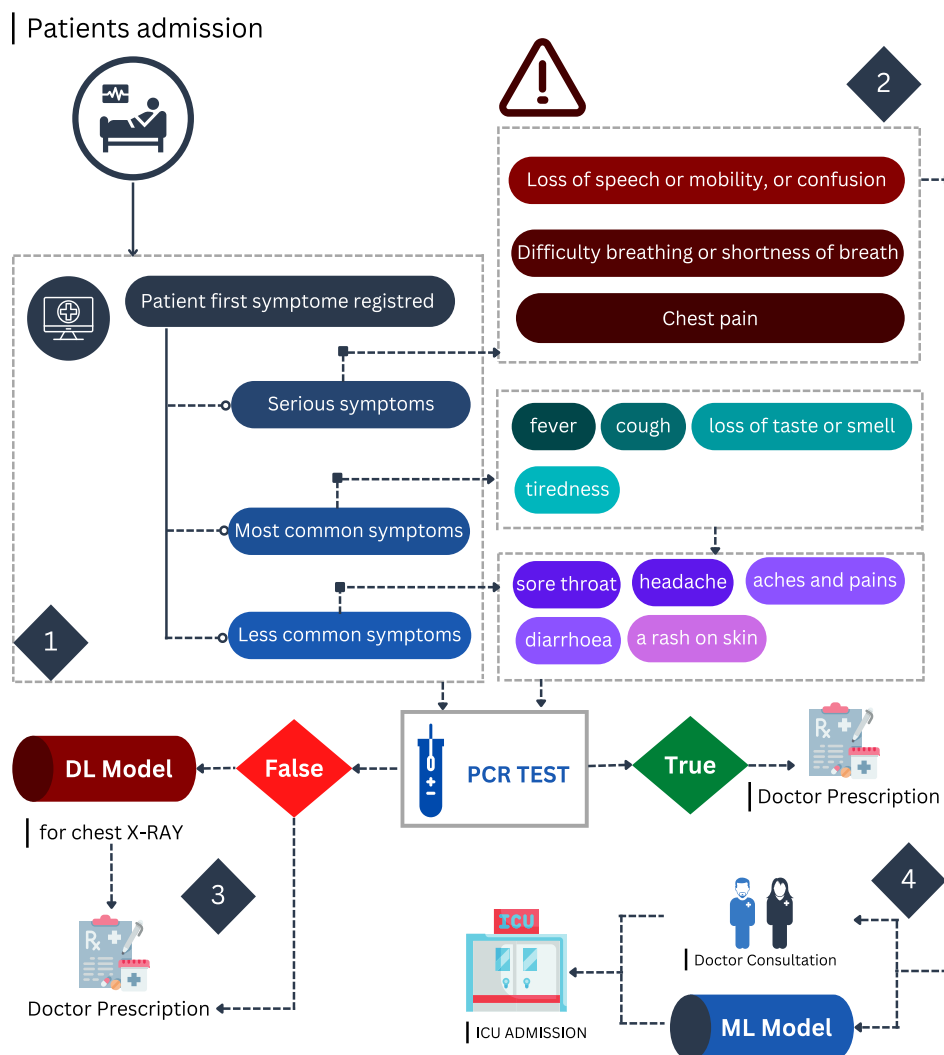 Patients admission
2
Loss of speech or mobility, or confusion
Difficulty breathing or shortness of breath
Chest pain
Patient first symptome registred
Serious symptoms
fever
cough
loss of taste or smell
tiredness
Most common symptoms
sore throat
headache
aches and pains
Less common symptoms
diarrhoea
a rash on skin
1
DL Model
False
PCR TEST
True
Rx
Doctor Prescription
for chest X-RAY
3
4
Rx
Doctor Prescription
ICU
Doctor Consultation
ICU ADMISSION
ML Model